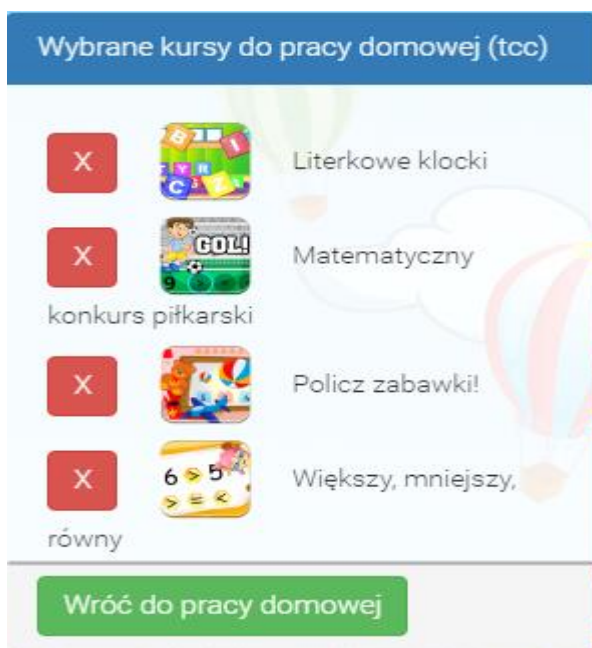 Wybrane kursy do pracy domowej (tcc)
X Literkowe klocki
X GOL! Matematyczny
konkurs piłkarski
X Policz zabawki!
X 6 > 5 Większy, mniejszy,
> = <
równy
Wróć do pracy domowej